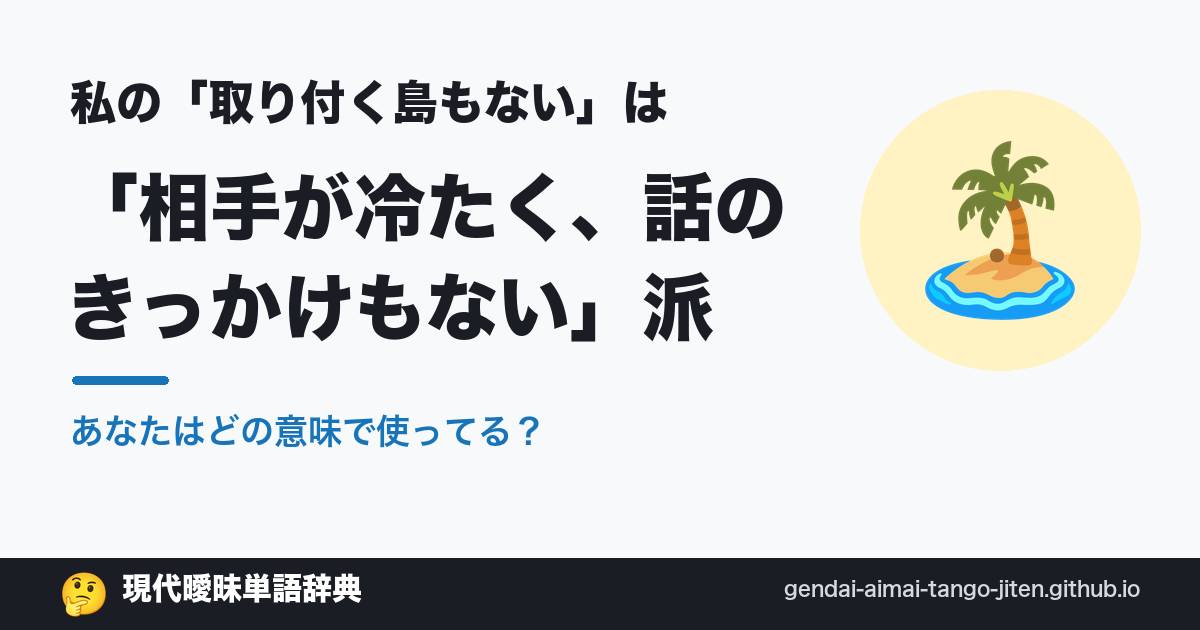 私の「取り付く島もない」は
「相手が冷たく、話の
きっかけもない」派
あなたはどの意味で使ってる？
現代曖昧単語辞典
gendai-aimai-tango-jiten.github.io